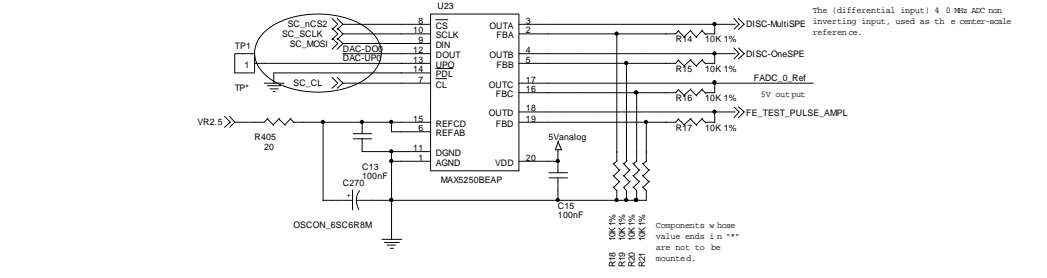 U23
The (differential input) 4 0 MHz ADC non
inverting input, used as th e center-scale
reference.
SC_nCS2
SC_SCLK
SC_MOSI
DAC-DO0
DAC-UP0
SC_CL
TP1
1
TP*
8
10
9
12
13
14
7
CS
SCLK
DIN
DOUT
UPO
PDL
CL
OUTA
FBA
OUTB
FBB
OUTC
FBC
OUTD
FBD
3
2
4
5
17
16
18
19
DISC-MultiSPE
R14 10K 1%
DISC-OneSPE
R15 10K 1%
FADC_0_Ref
R16 10K 1%
5V output
FE_TEST_PULSE_AMPL
R17 10K 1%
VR2.5
R405
20
15
6
REFCD
REFAB
11
1
DGND
AGND
VDD
20
5Vanalog
MAX5250BEAP
C13
100nF
C270
+
OSCON_6SC6R8M
C15
100nF
R18 10K 1%
R19 10K 1%
R20 10K 1%
R21 10K 1%
Components w hose
value ends i n "*"
are not to be
mounted.